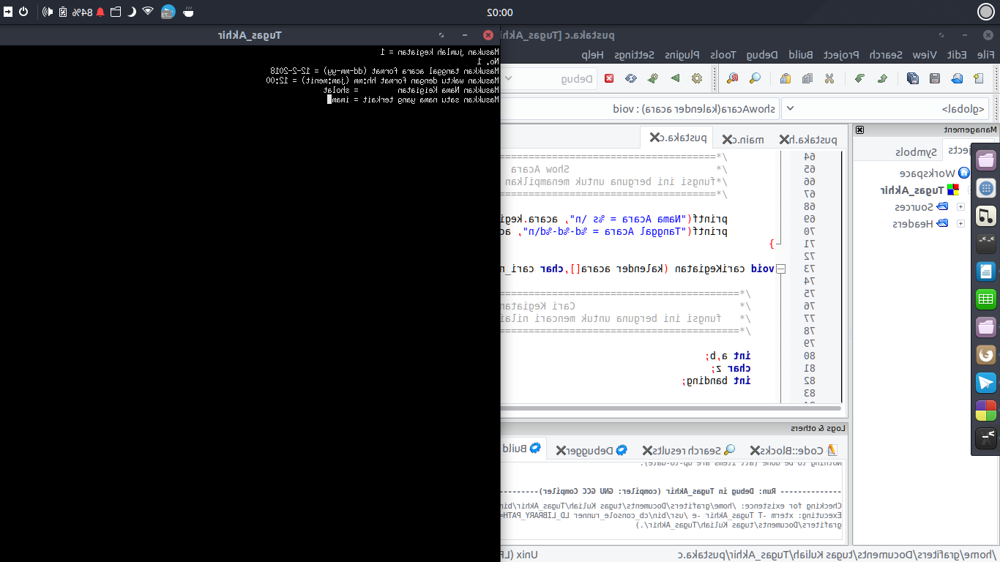 84%
00:02
Tugas_Akhir
Masukan jumlah kegiatan = 1
No. 1
Masukkan tanggal acara format (dd-mm-yy) = 12-2-2018
Masukan waktu dengan format hh:mm (jam:menit) = 12:00
Masukkan Nama Keigiatan = sholat
Masukkan satu nama yang terkait = imam
pustaka.c [Tugas_Akhi
File Edit View Search Project Build Debug Tools Plugins Settings Help
Debug
<global>
showAcara(kalender acara) : void
Management
jects Symbols
Workspace
Tugas_Akhir
Sources
Headers
pustaka.h main.c pustaka.c
64 /*=====================================
65 /* Show Acara
66 /*fungsi ini berguna untuk menampilkan
67 /*=====================================
68
69 printf("Nama Acara = %s \n", acara.kegi
70 printf("Tanggal Acara = %d-%d-%d\n", ac
71 }
72
73 void cariKegiatan (kalender acara[],char cari_n
74
75 /*=========================================
76 /* Cari Kegiatan
77 /* fungsi ini berguna untuk mencari nilai
78 /*=========================================
79
80 int a,b;
81 char z;
82 int banding;
83
Logs & others
Code::Blocks Search results Debugger Build
Nothing to be done (all items are up-to-date).
-------------- Run: Debug in Tugas_Akhir (compiler: GNU GCC Compiler)---------
Checking for existence: /home/grafiters/Documents/tugas Kuliah/Tugas_Akhir/bin
Executing: xterm -T Tugas_Akhir -e /usr/bin/cb_console_runner LD_LIBRARY_PATH=
grafiters/Documents/tugas Kuliah/Tugas_Akhir/.)
/home/grafiters/Documents/tugas Kuliah/Tugas_Akhir/pustaka.c
Unix (LF